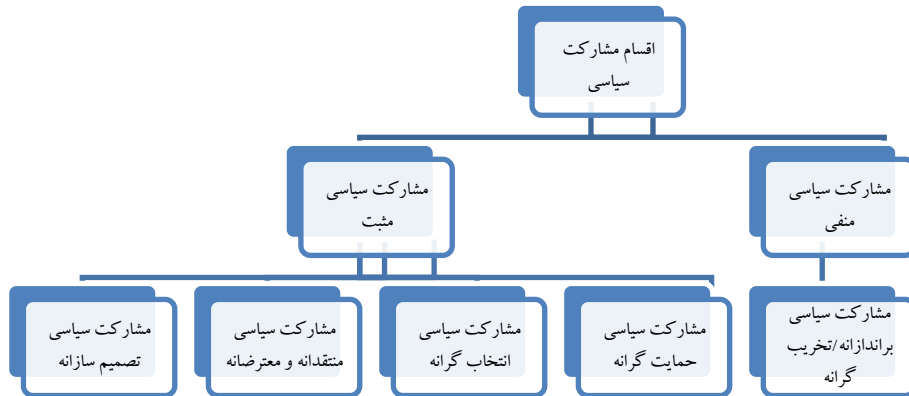 اقسام مشارکت
سیاسی
مشارکت سیاسی
منفی
مشارکت سیاسی
مثبت
مشارکت سیاسی
براندازانه/تخریب
گرانه
مشارکت سیاسی
حمایت گرانه
مشارکت سیاسی
انتخاب گرانه
مشارکت سیاسی
منتقدانه و معترضانه
مشارکت سیاسی
تصمیم سازانه